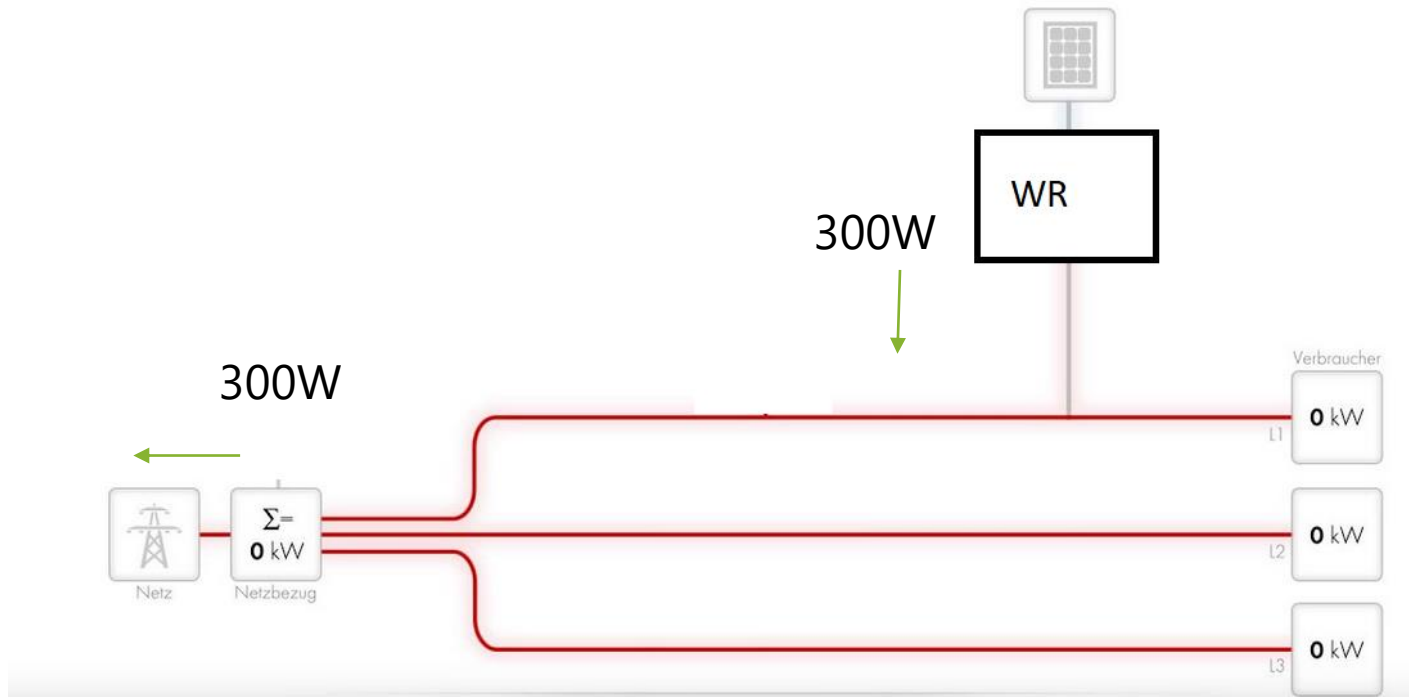 WR
300W
300W
Verbraucher
0 kW
L1
Σ=
0 kW
Netz
Netzbezug
0 kW
L2
0 kW
L3